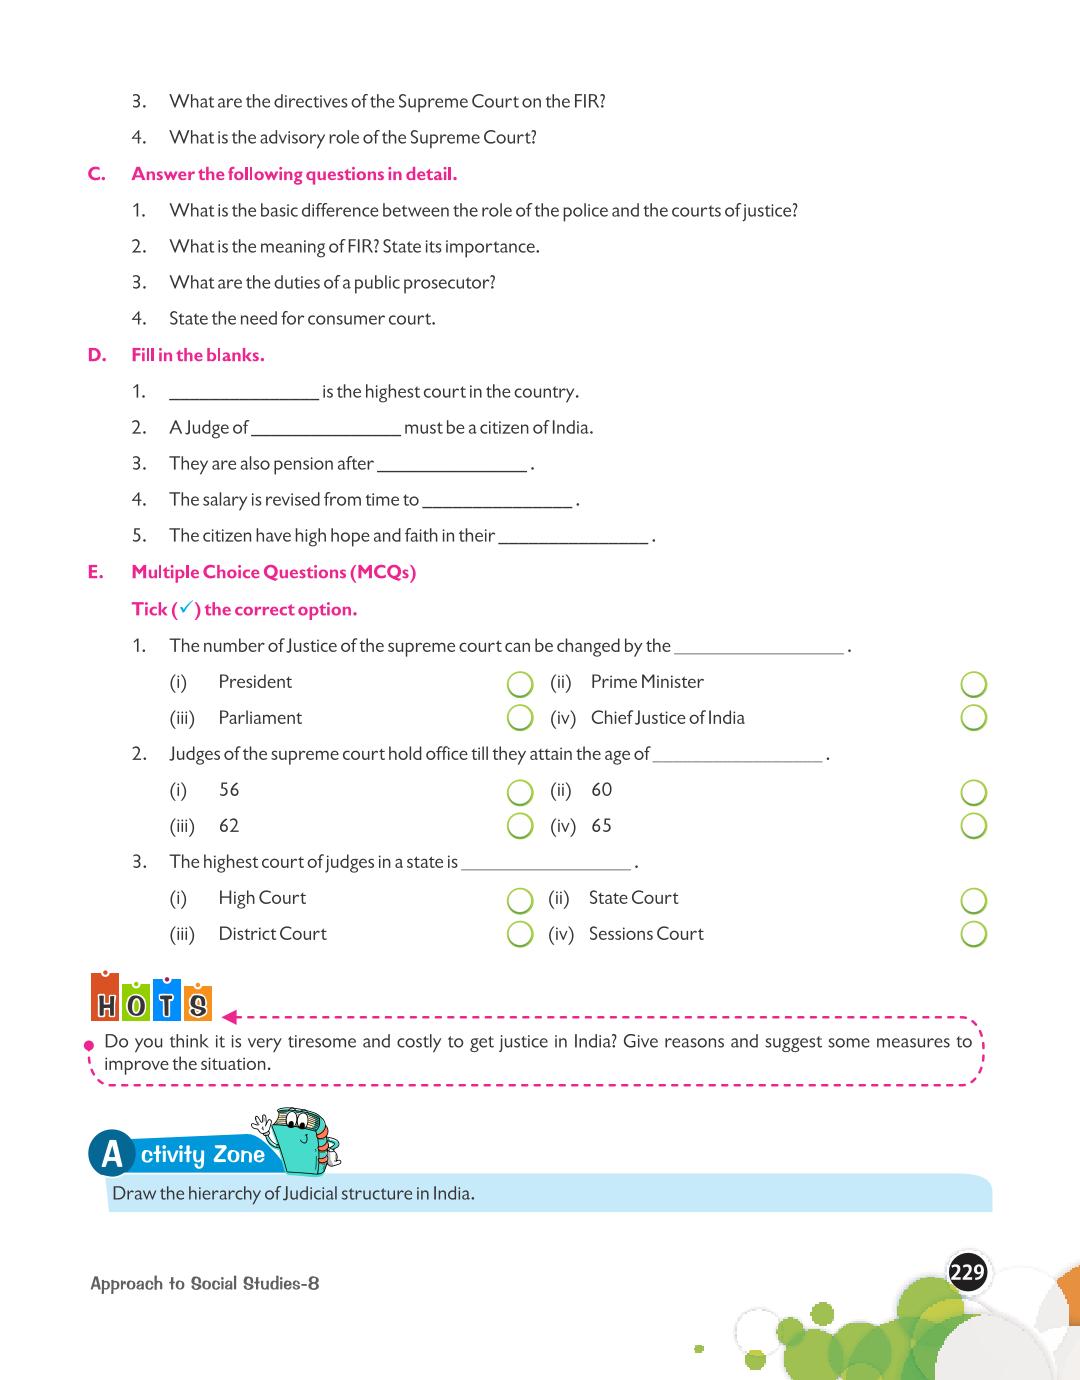 3. What are the directives of the Supreme Court on the FIR?
4. What is the advisory role of the Supreme Court?
C. Answer the following questions in detail.
1. What is the basic difference between the role of the police and the courts of justice?
2. What is the meaning of FIR? State its importance.
3. What are the duties of a public prosecutor?
4. State the need for consumer court.
D. Fill in the blanks.
1. _______________ is the highest court in the country.
2. A Judge of _______________ must be a citizen of India.
3. They are also pension after _______________ .
4. The salary is revised from time to _______________ .
5. The citizen have high hope and faith in their _______________ .
E. Multiple Choice Questions (MCQs)
Tick (✓) the correct option.
1. The number of Justice of the supreme court can be changed by the _________________ .
(i) President (ii) Prime Minister
(iii) Parliament (iv) Chief Justice of India
2. Judges of the supreme court hold office till they attain the age of _________________ .
(i) 56 (ii) 60
(iii) 62 (iv) 65
3. The highest court of judges in a state is _________________ .
(i) High Court (ii) State Court
(iii) District Court (iv) Sessions Court
HOTS
Do you think it is very tiresome and costly to get justice in India? Give reasons and suggest some measures to
improve the situation.
Activity Zone
Draw the hierarchy of Judicial structure in India.
Approach to Social Studies-8
229